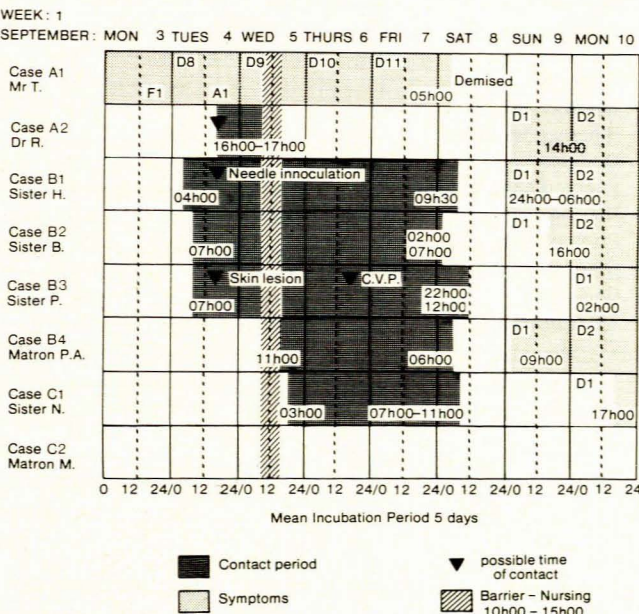 WEEK: 1
SEPTEMBER: MON 3 TUES 4 WED 5 THURS 6 FRI 7 SAT 8 SUN 9 MON 10
Case A1 D8 D9 D10 D11 Demised
Mr T. F1 A1 05h00
Case A2 D1 D2
Dr R. 16h00–17h00 14h00
Case B1 Needle innoculation D1 D2
Sister H. 04h00 09h30 24h00–06h00
Case B2 02h00 D1 D2
Sister B. 07h00 07h00 16h00
Case B3 Skin lesion C.V.P. D1
Sister P. 07h00 22h00 02h00
12h00
Case B4 D1 D2
Matron P.A. 11h00 06h00 09h00
Case C1 D1
Sister N. 03h00 07h00–11h00 17h00
Case C2
Matron M.
0 12 24/0 12 24/0 12 24/0 12 24/0 12 24/0 12 24/0 12 24/0 12 24
Mean Incubation Period 5 days
Contact period possible time
of contact
Symptoms Barrier – Nursing
10h00 – 15h00